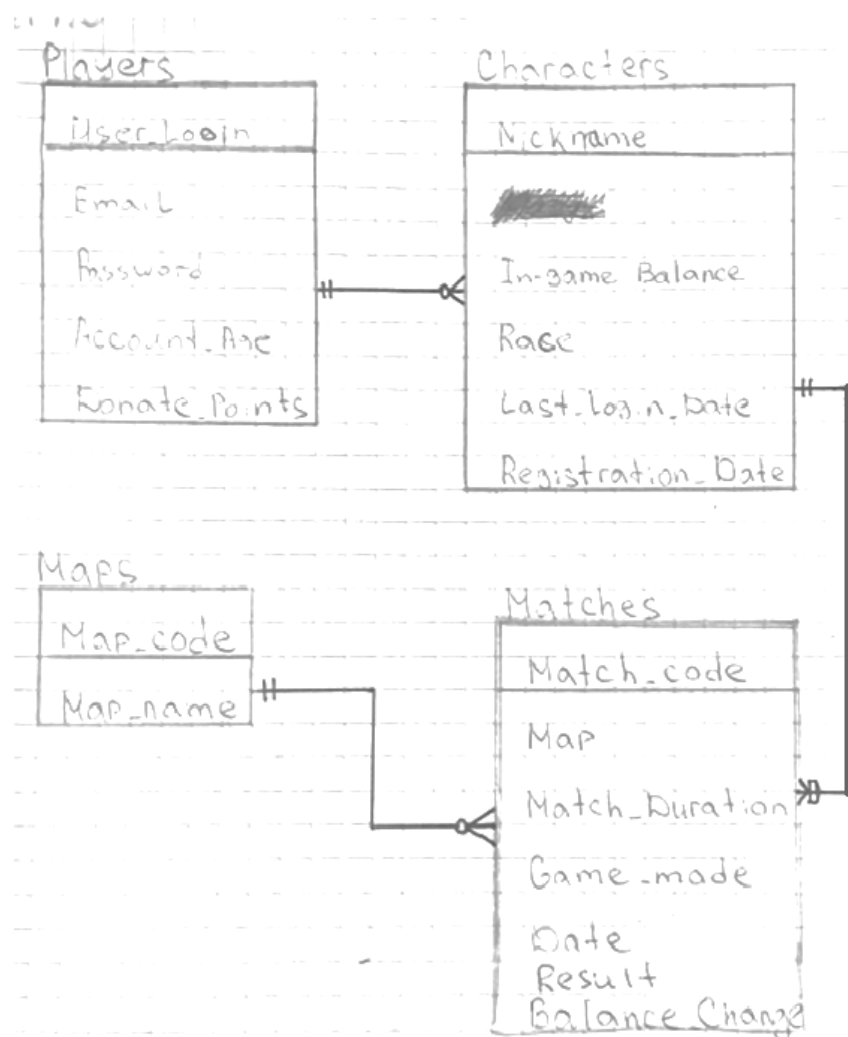 Players
User_Login
Email
Password
Account_Age
Donate_Points
Characters
Nickname
In-game Balance
Race
Last_login_Date
Registration_Date
Maps
Map_code
Map_name
Matches
Match_code
Map
Match_Duration
Game_mode
Date
Result
Balance_Change